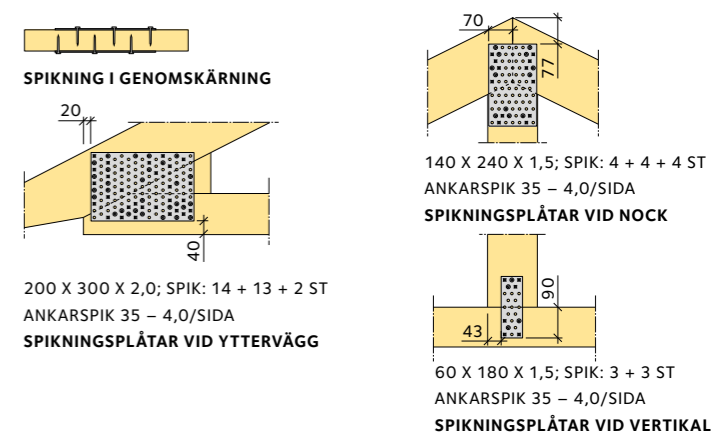 SPIKNING I GENOMSKÄRNING
20
40
200 X 300 X 2,0; SPIK: 14 + 13 + 2 ST
ANKARSPIK 35 – 4,0/SIDA
SPIKNINGSPLÅTAR VID YTTERVÄGG
70
77
140 X 240 X 1,5; SPIK: 4 + 4 + 4 ST
ANKARSPIK 35 – 4,0/SIDA
SPIKNINGSPLÅTAR VID NOCK
90
43
60 X 180 X 1,5; SPIK: 3 + 3 ST
ANKARSPIK 35 – 4,0/SIDA
SPIKNINGSPLÅTAR VID VERTIKAL